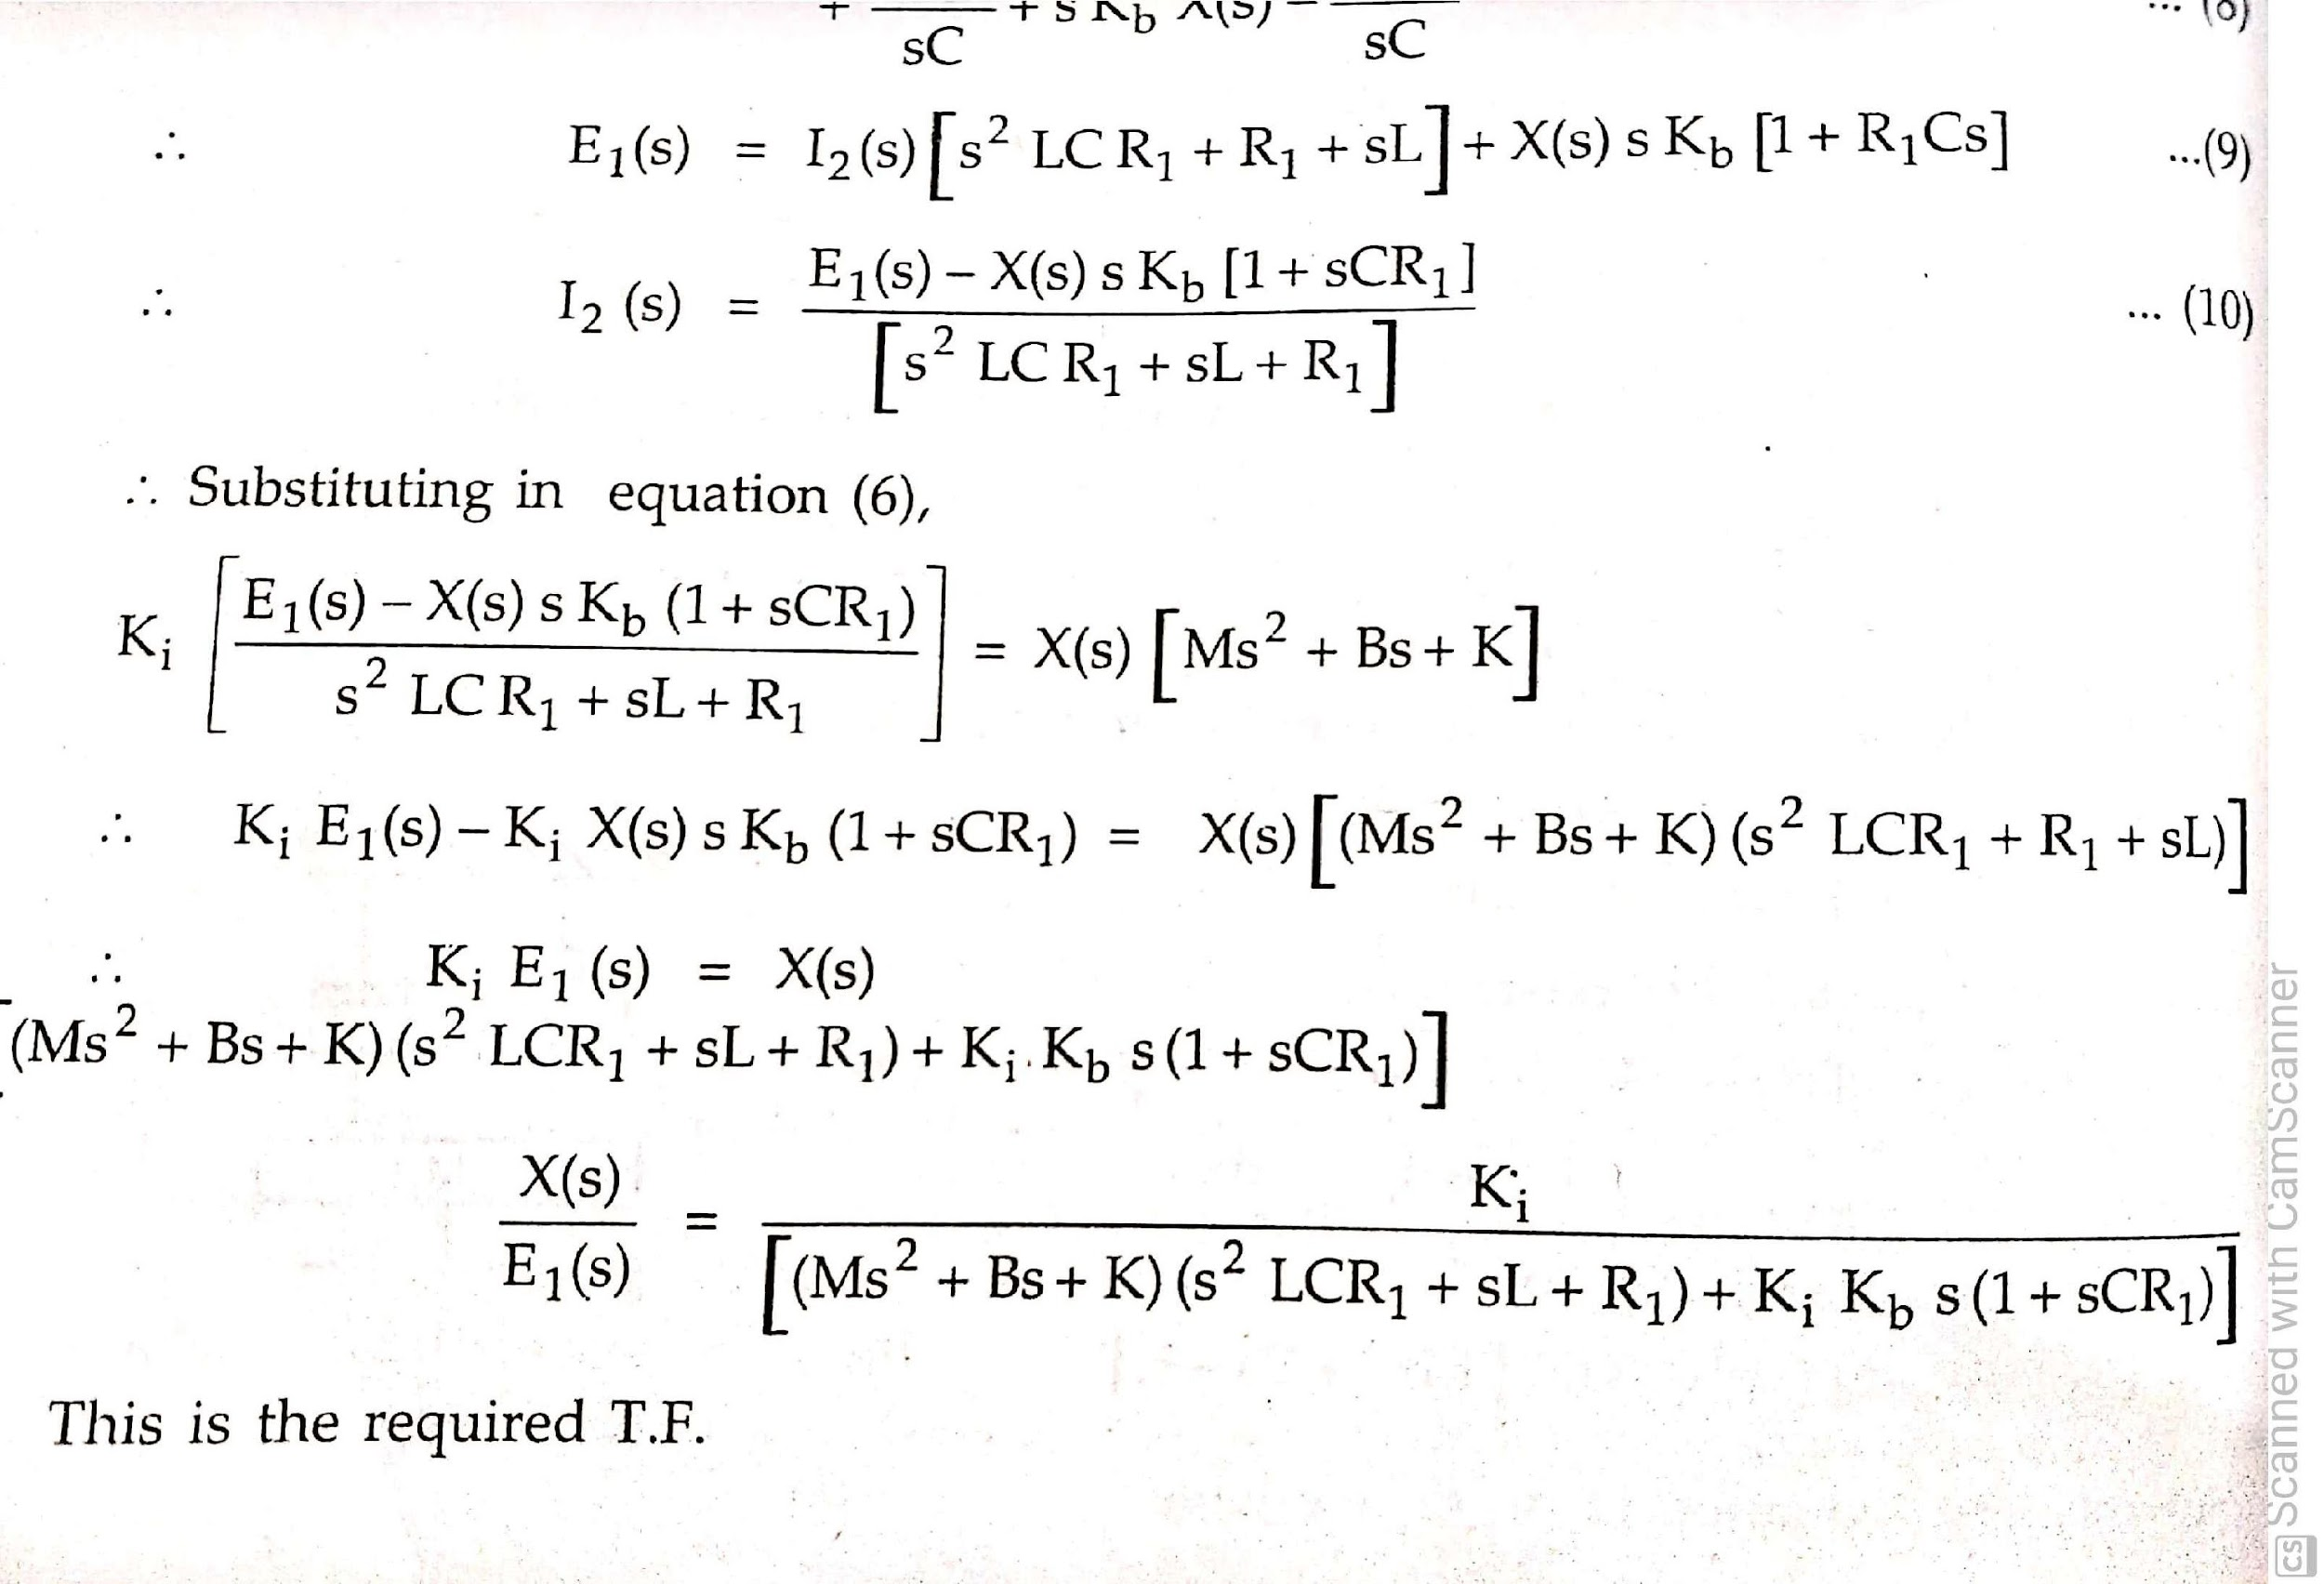 + ―― + s K_b X(s) – ――
sC sC ... (8)
∴ E₁(s) = I₂(s) [s² LC R₁ + R₁ + sL] + X(s) s K_b [1 + R₁Cs] ...(9)
∴ I₂ (s) = E₁(s) – X(s) s K_b [1 + sCR₁] ... (10)
[s² LC R₁ + sL + R₁]
∴ Substituting in equation (6),
K_i [E₁(s) – X(s) s K_b (1 + sCR₁) / s² LC R₁ + sL + R₁] = X(s) [Ms² + Bs + K]
∴ K_i E₁(s) – K_i X(s) s K_b (1 + sCR₁) = X(s) [(Ms² + Bs + K) (s² LCR₁ + R₁ + sL)]
∴ K_i E₁ (s) = X(s)
(Ms² + Bs + K) (s² LCR₁ + sL + R₁) + K_i . K_b s (1 + sCR₁)]
X(s) / E₁(s) = K_i / [(Ms² + Bs + K) (s² LCR₁ + sL + R₁) + K_i K_b s (1 + sCR₁)]
This is the required T.F.
CS Scanned with CamScanner